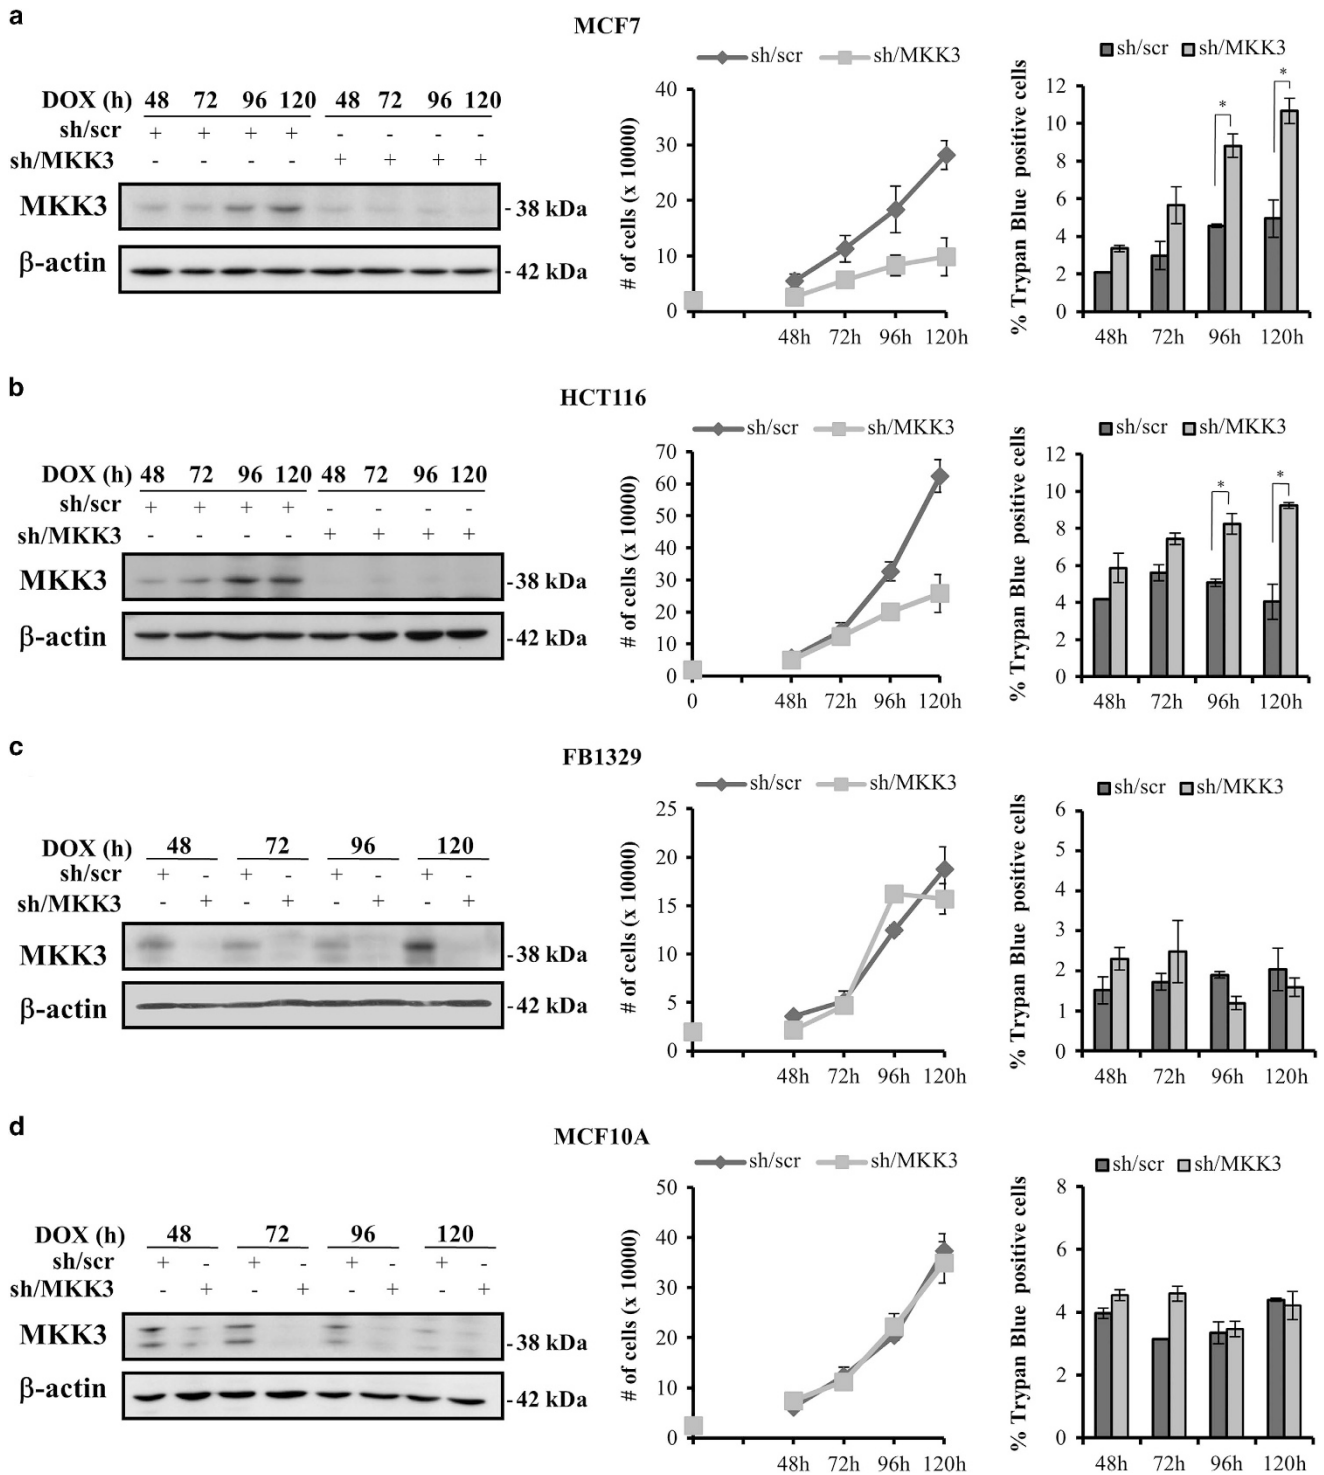 a
MCF7
DOX (h) 48 72 96 120 48 72 96 120
sh/scr + + + + - - - -
sh/MKK3 - - - - + + + +
MKK3 - 38 kDa
β-actin - 42 kDa
sh/scr sh/MKK3
# of cells (x 10000)
40
30
20
10
0
48h 72h 96h 120h
sh/scr sh/MKK3
% Trypan Blue positive cells
12
10
8
6
4
2
0
* *
48h 72h 96h 120h
b
HCT116
DOX (h) 48 72 96 120 48 72 96 120
sh/scr + + + + - - - -
sh/MKK3 - - - - + + + +
MKK3 -38 kDa
β-actin -42 kDa
sh/scr sh/MKK3
# of cells (x 10000)
70
60
50
40
30
20
10
0
0 48h 72h 96h 120h
sh/scr sh/MKK3
% Trypan Blue positive cells
12
10
8
6
4
2
0
* *
48h 72h 96h 120h
c
FB1329
DOX (h) 48 72 96 120
sh/scr + - + - + - + -
sh/MKK3 - + - + - + - +
MKK3 -38 kDa
β-actin -42 kDa
sh/scr sh/MKK3
# of cells (x 10000)
25
20
15
10
5
0
48h 72h 96h 120h
sh/scr sh/MKK3
% Trypan Blue positive cells
6
5
4
3
2
1
0
48h 72h 96h 120h
d
MCF10A
DOX (h) 48 72 96 120
sh/scr + - + - + - + -
sh/MKK3 - + - + - + - +
MKK3 -38 kDa
β-actin -42 kDa
sh/scr sh/MKK3
# of cells (x 10000)
50
40
30
20
10
0
48h 72h 96h 120h
sh/scr sh/MKK3
% Trypan Blue positive cells
8
6
4
2
0
48h 72h 96h 120h